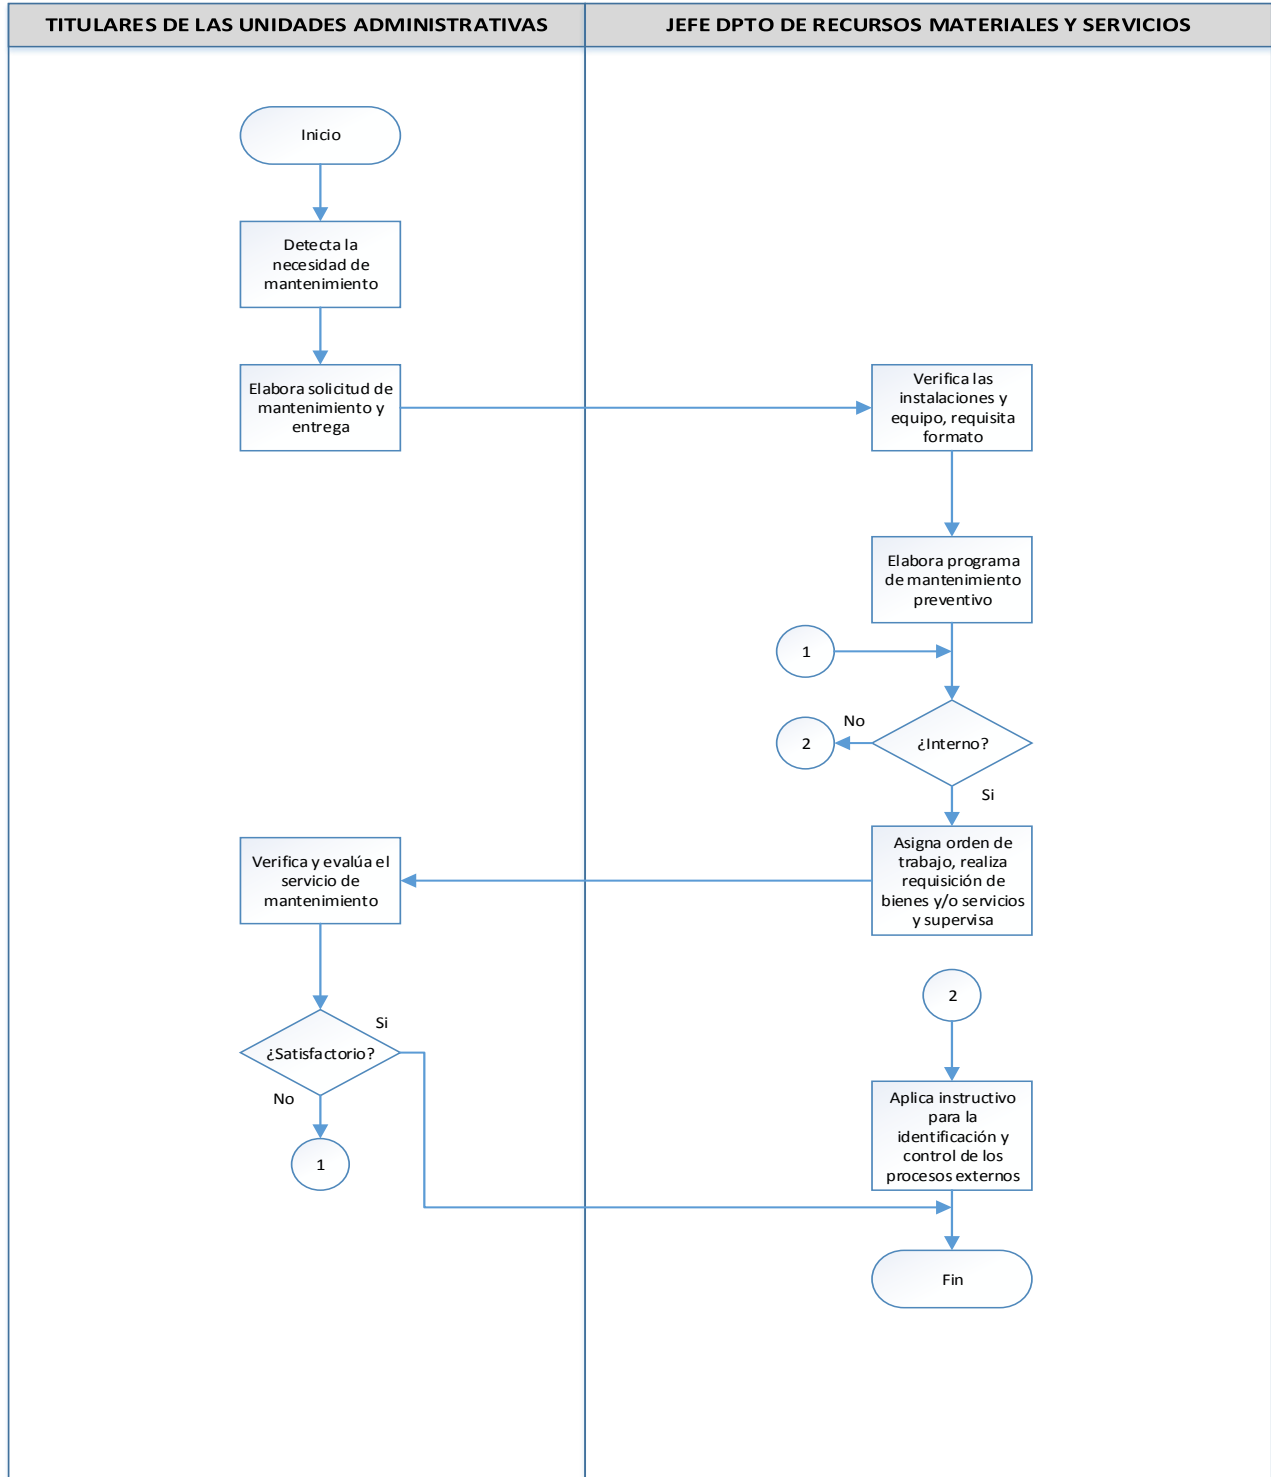 TITULARES DE LAS UNIDADES ADMINISTRATIVAS
JEFE DPTO DE RECURSOS MATERIALES Y SERVICIOS
Inicio
Detecta la
necesidad de
mantenimiento
Elabora solicitud de
mantenimiento y
entrega
Verifica las
instalaciones y
equipo, requisita
formato
Elabora programa
de mantenimiento
preventivo
1
No
2
¿Interno?
Si
Asigna orden de
trabajo, realiza
requisición de
bienes y/o servicios
y supervisa
Verifica y evalúa el
servicio de
mantenimiento
2
Si
¿Satisfactorio?
No
1
Aplica instructivo
para la
identificación y
control de los
procesos externos
Fin